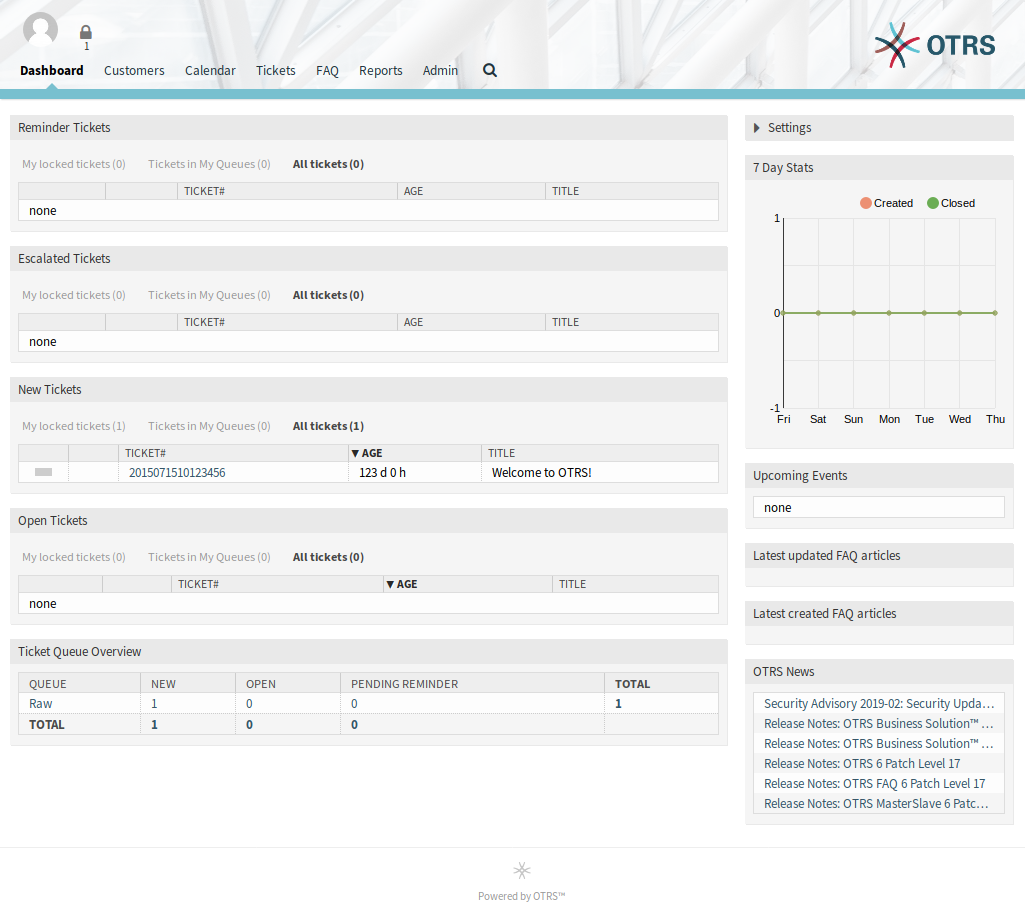 1
OTRS
Dashboard Customers Calendar Tickets FAQ Reports Admin
Reminder Tickets
My locked tickets (0) Tickets in My Queues (0) All tickets (0)
TICKET# AGE TITLE
none
Escalated Tickets
My locked tickets (0) Tickets in My Queues (0) All tickets (0)
TICKET# AGE TITLE
none
New Tickets
My locked tickets (1) Tickets in My Queues (0) All tickets (1)
TICKET# ▼ AGE TITLE
2015071510123456 123 d 0 h Welcome to OTRS!
Open Tickets
My locked tickets (0) Tickets in My Queues (0) All tickets (0)
TICKET# ▼ AGE TITLE
none
Ticket Queue Overview
QUEUE NEW OPEN PENDING REMINDER TOTAL
Raw 1 0 0 1
TOTAL 1 0 0
Settings
7 Day Stats
Created Closed
1
0
-1
Fri Sat Sun Mon Tue Wed Thu
Upcoming Events
none
Latest updated FAQ articles
Latest created FAQ articles
OTRS News
Security Advisory 2019-02: Security Upda…
Release Notes: OTRS Business Solution™ …
Release Notes: OTRS Business Solution™ …
Release Notes: OTRS 6 Patch Level 17
Release Notes: OTRS FAQ 6 Patch Level 17
Release Notes: OTRS MasterSlave 6 Patc…
Powered by OTRS™